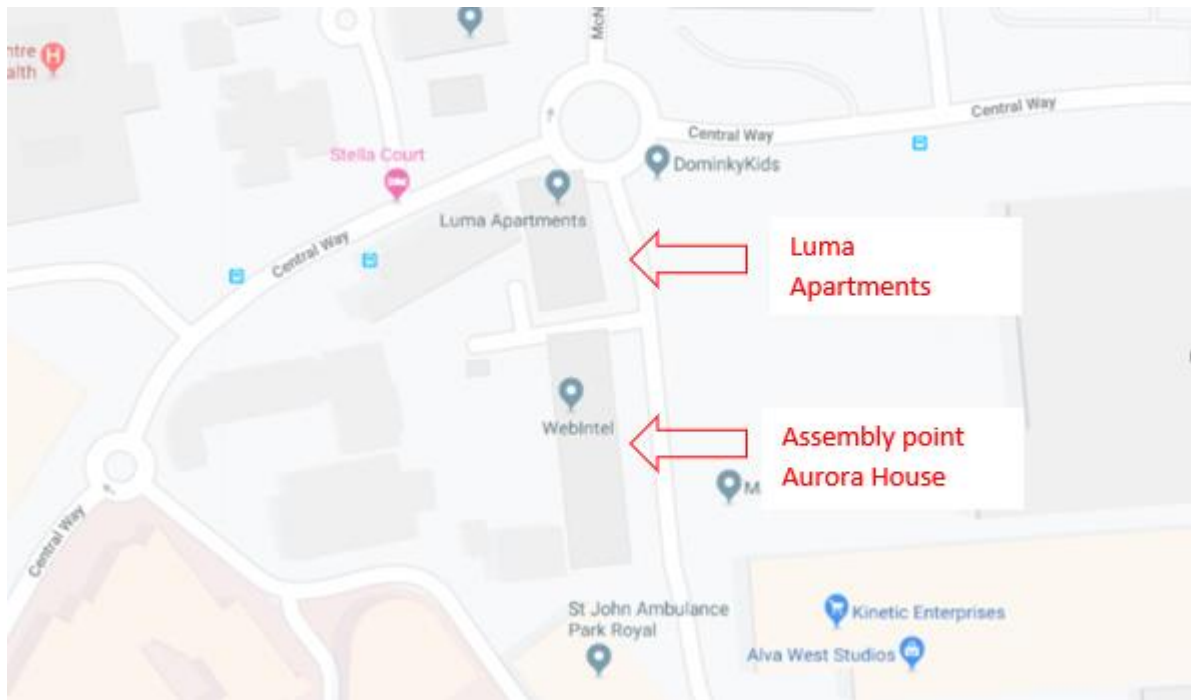 McN
ntre
alth
Central Way
Central Way
Stella Court
DominkyKids
Luma Apartments
Central Way
Luma
Apartments
WebIntel
Assembly point
Aurora House
M
Central Way
St John Ambulance
Park Royal
Kinetic Enterprises
Alva West Studios